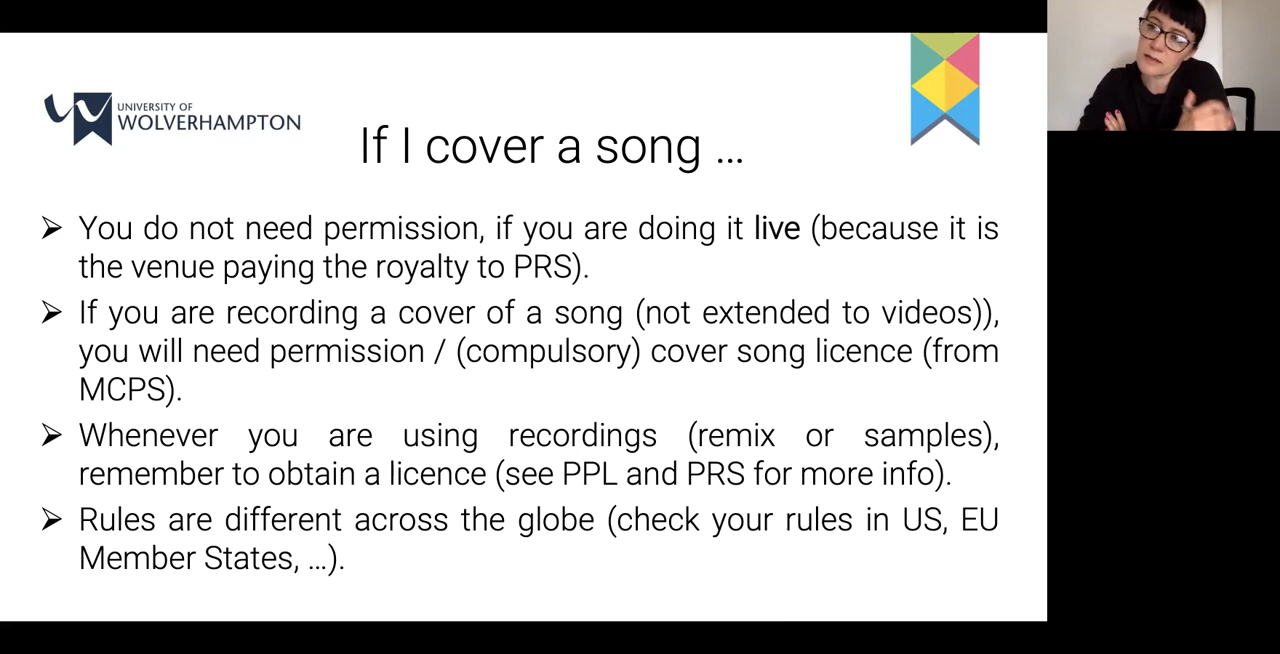 UNIVERSITY OF
WOLVERHAMPTON
If I cover a song ...
You do not need permission, if you are doing it live (because it is
the venue paying the royalty to PRS).
If you are recording a cover of a song (not extended to videos)),
you will need permission / (compulsory) cover song licence (from
MCPS).
Whenever you are using recordings (remix or samples),
remember to obtain a licence (see PPL and PRS for more info).
Rules are different across the globe (check your rules in US, EU
Member States, ...).